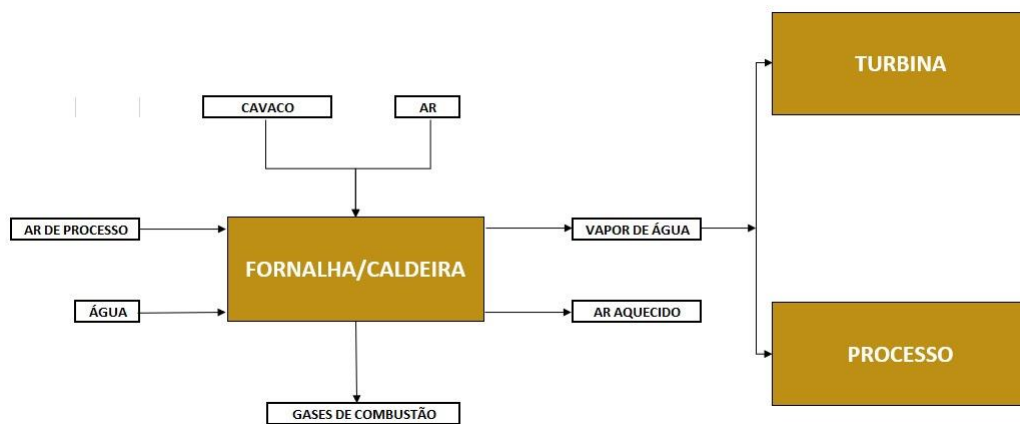 TURBINA
CAVACO
AR
AR DE PROCESSO
FORNALHA/CALDEIRA
VAPOR DE ÁGUA
ÁGUA
AR AQUECIDO
PROCESSO
GASES DE COMBUSTÃO